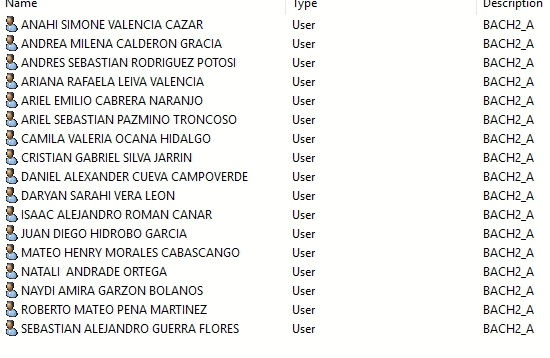 Name Type Description
ANAHI SIMONE VALENCIA CAZAR User BACH2_A
ANDREA MILENA CALDERON GRACIA User BACH2_A
ANDRES SEBASTIAN RODRIGUEZ POTOSI User BACH2_A
ARIANA RAFAELA LEIVA VALENCIA User BACH2_A
ARIEL EMILIO CABRERA NARANJO User BACH2_A
ARIEL SEBASTIAN PAZMINO TRONCOSO User BACH2_A
CAMILA VALERIA OCANA HIDALGO User BACH2_A
CRISTIAN GABRIEL SILVA JARRIN User BACH2_A
DANIEL ALEXANDER CUEVA CAMPOVERDE User BACH2_A
DARYAN SARAHI VERA LEON User BACH2_A
ISAAC ALEJANDRO ROMAN CANAR User BACH2_A
JUAN DIEGO HIDROBO GARCIA User BACH2_A
MATEO HENRY MORALES CABASCANGO User BACH2_A
NATALI  ANDRADE ORTEGA User BACH2_A
NAYDI AMIRA GARZON BOLANOS User BACH2_A
ROBERTO MATEO PENA MARTINEZ User BACH2_A
SEBASTIAN ALEJANDRO GUERRA FLORES User BACH2_A